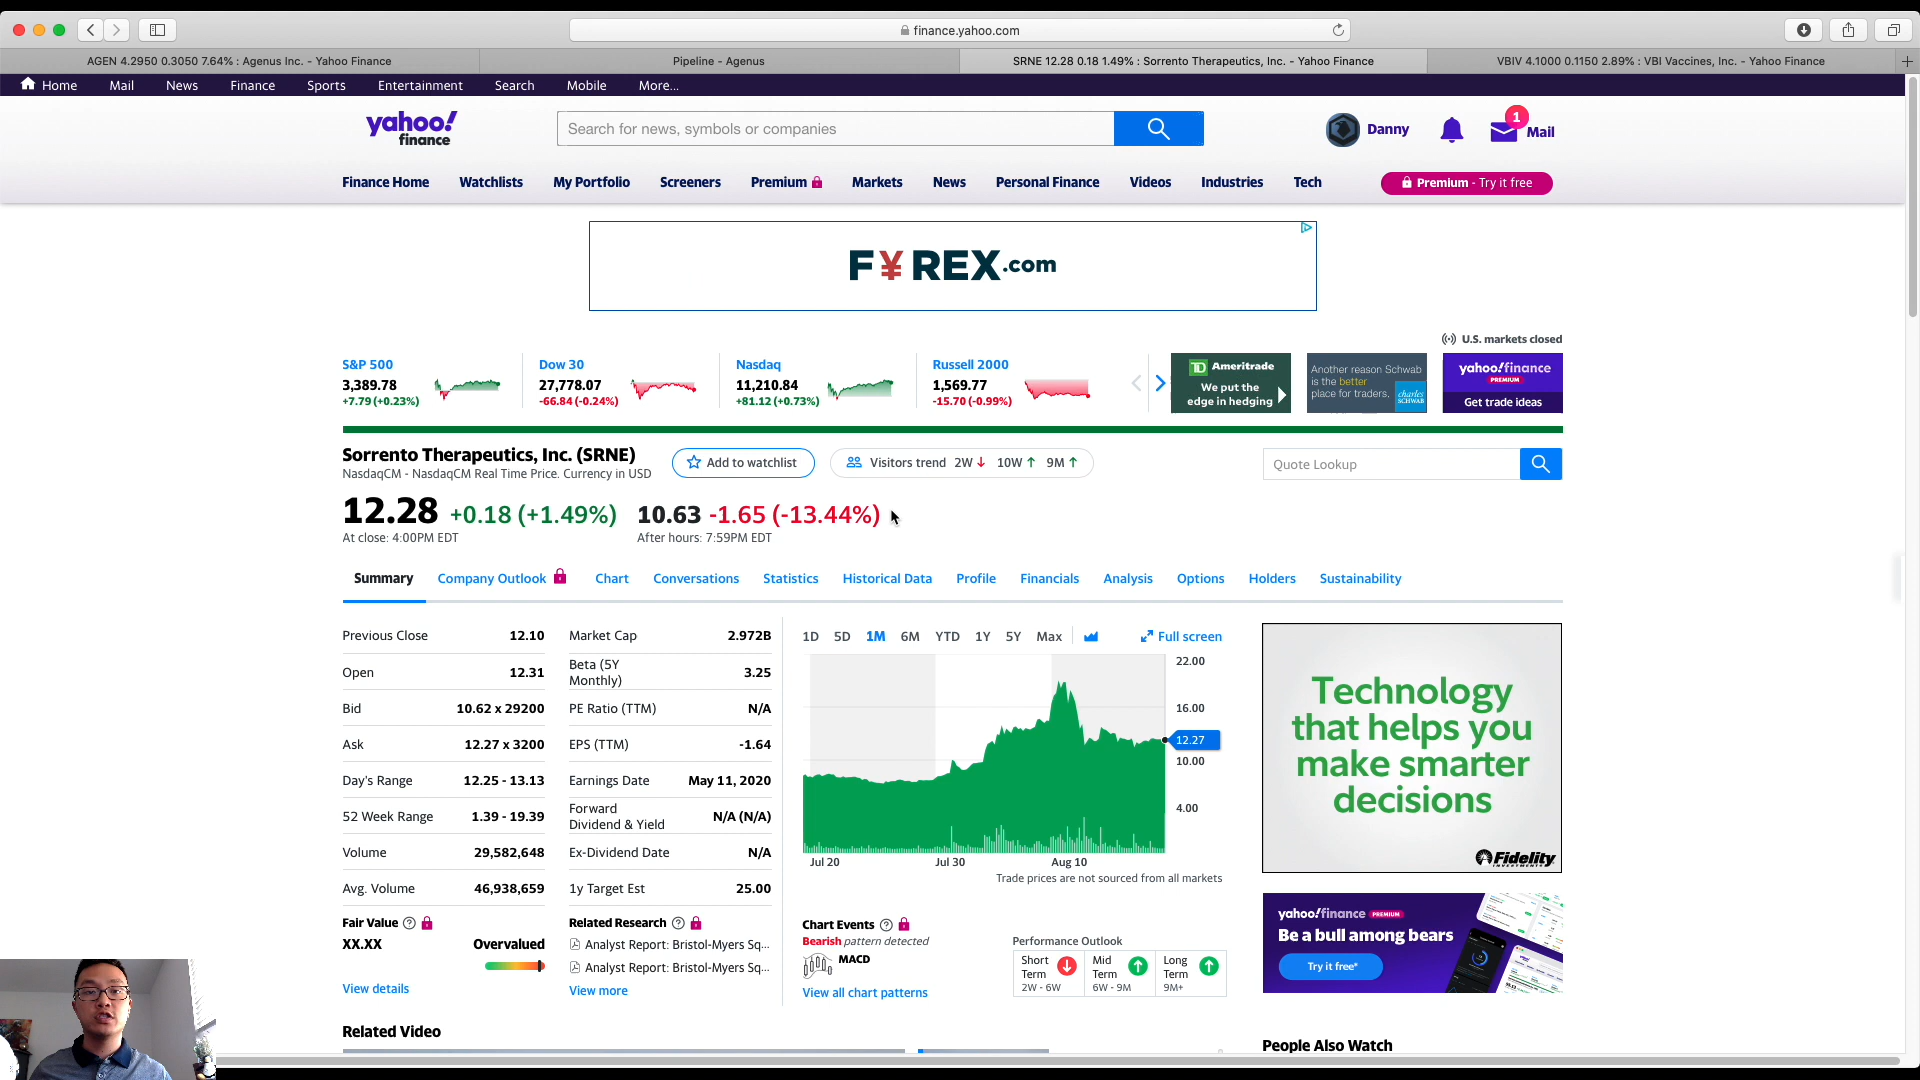 finance.yahoo.com
AGEN 4.2950 0.3050 7.64% : Agenus Inc. - Yahoo Finance
Pipeline - Agenus
SRNE 12.28 0.18 1.49% : Sorrento Therapeutics, Inc. - Yahoo Finance
VBIV 4.1000 0.1150 2.89% : VBI Vaccines, Inc. - Yahoo Finance
Home Mail News Finance Sports Entertainment Search Mobile More...
yahoo!
finance
Search for news, symbols or companies
Danny
1
Mail
Finance Home Watchlists My Portfolio Screeners Premium Markets News Personal Finance Videos Industries Tech
Premium - Try it free
F¥REX.com
U.S. markets closed
S&P 500
3,389.78
+7.79 (+0.23%)
Dow 30
27,778.07
-66.84 (-0.24%)
Nasdaq
11,210.84
+81.12 (+0.73%)
Russell 2000
1,569.77
-15.70 (-0.99%)
TD Ameritrade
We put the
edge in hedging
Another reason Schwab
is the better
place for traders.
charles
SCHWAB
yahoo!finance
PREMIUM
Get trade ideas
Sorrento Therapeutics, Inc. (SRNE)
NasdaqCM - NasdaqCM Real Time Price. Currency in USD
Add to watchlist
Visitors trend 2W 10W 9M
Quote Lookup
12.28 +0.18 (+1.49%)
At close: 4:00PM EDT
10.63 -1.65 (-13.44%)
After hours: 7:59PM EDT
Summary Company Outlook Chart Conversations Statistics Historical Data Profile Financials Analysis Options Holders Sustainability
Previous Close 12.10
Open 12.31
Bid 10.62 x 29200
Ask 12.27 x 3200
Day's Range 12.25 - 13.13
52 Week Range 1.39 - 19.39
Volume 29,582,648
Avg. Volume 46,938,659
Market Cap 2.972B
Beta (5Y
Monthly) 3.25
PE Ratio (TTM) N/A
EPS (TTM) -1.64
Earnings Date May 11, 2020
Forward
Dividend & Yield N/A (N/A)
Ex-Dividend Date N/A
1y Target Est 25.00
1D 5D 1M 6M YTD 1Y 5Y Max
Full screen
22.00
16.00
12.27
10.00
4.00
Jul 20 Jul 30 Aug 10
Trade prices are not sourced from all markets
Fair Value
XX.XX Overvalued
View details
Related Research
Analyst Report: Bristol-Myers Sq...
Analyst Report: Bristol-Myers Sq...
View more
Chart Events
Bearish pattern detected
MACD
View all chart patterns
Performance Outlook
Short
Term
2W - 6W
Mid
Term
6W - 9M
Long
Term
9M+
Technology
that helps you
make smarter
decisions
Fidelity
INVESTMENTS
yahoo!finance PREMIUM
Be a bull among bears
Try it free*
Related Video
People Also Watch